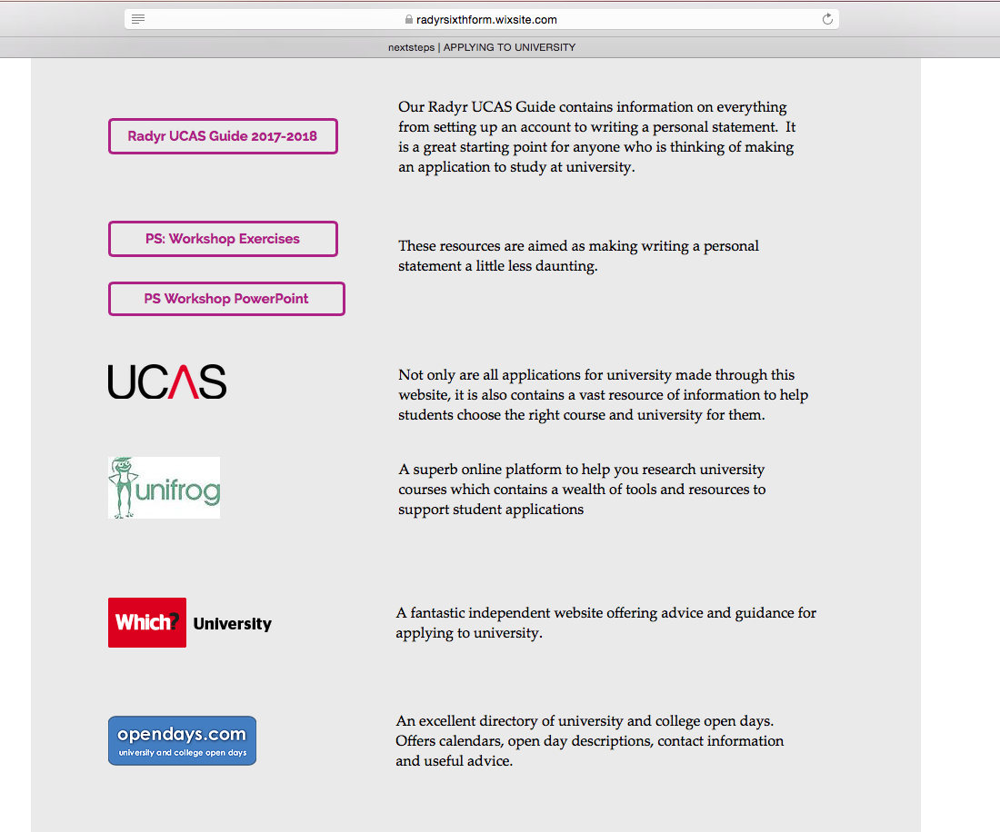 radyrsixthform.wixsite.com
nextsteps | APPLYING TO UNIVERSITY
Radyr UCAS Guide 2017-2018
Our Radyr UCAS Guide contains information on everything
from setting up an account to writing a personal statement.  It
is a great starting point for anyone who is thinking of making
an application to study at university.
PS: Workshop Exercises
PS Workshop PowerPoint
These resources are aimed as making writing a personal
statement a little less daunting.
UCAS
Not only are all applications for university made through this
website, it is also contains a vast resource of information to help
students choose the right course and university for them.
unifrog
A superb online platform to help you research university
courses which contains a wealth of tools and resources to
support student applications
Which? University
A fantastic independent website offering advice and guidance for
applying to university.
opendays.com
university and college open days
An excellent directory of university and college open days.
Offers calendars, open day descriptions, contact information
and useful advice.